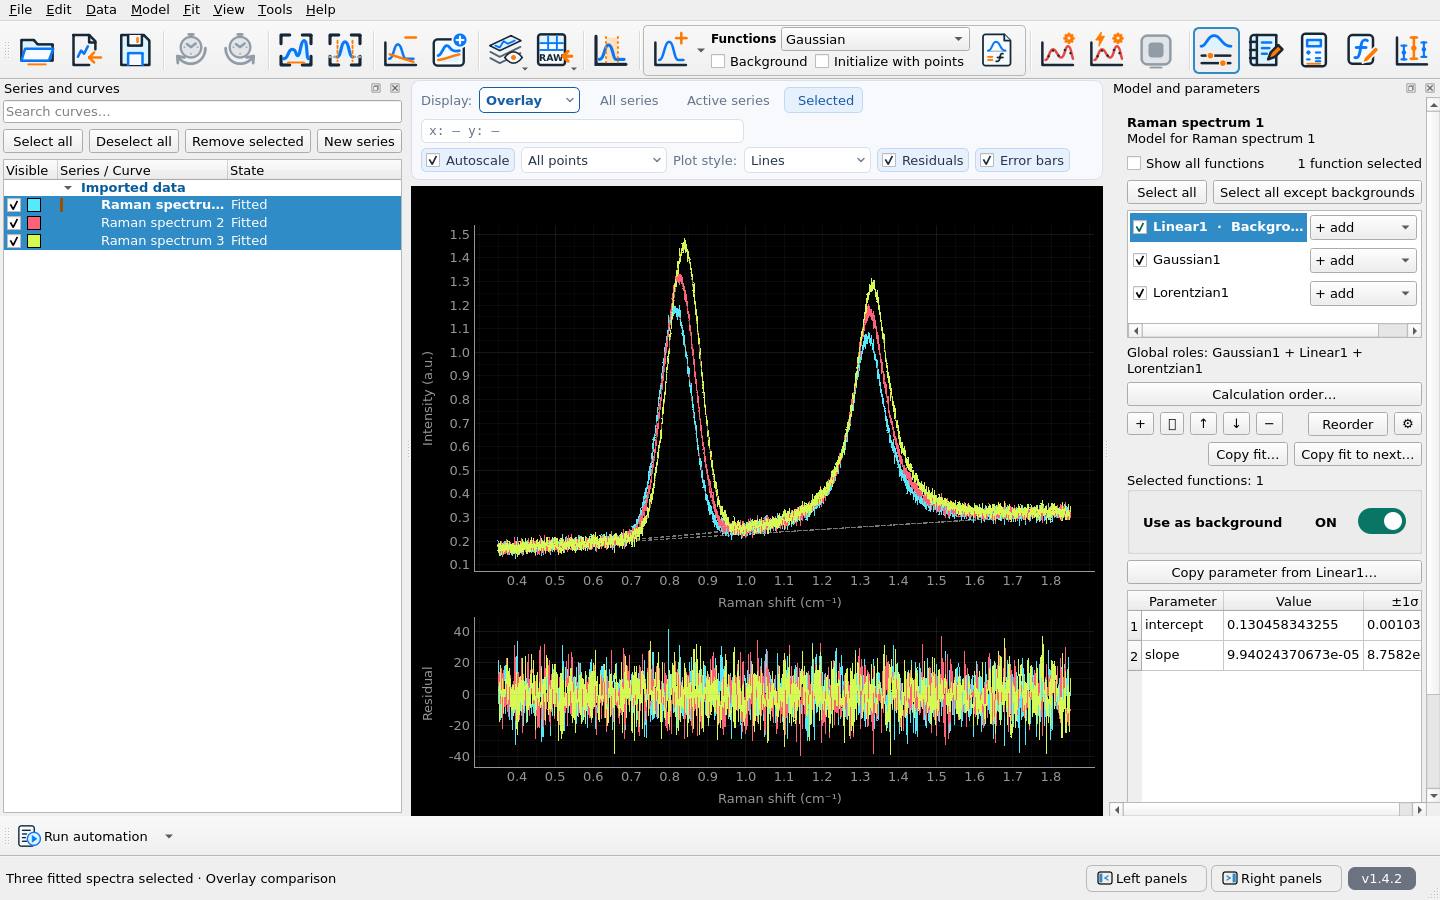 File Edit Data Model Fit View Tools Help
RAW
Functions Gaussian
Background Initialize with points
Series and curves
Search curves...
Select all Deselect all Remove selected New series
Visible Series / Curve State
Imported data
Raman spectru... Fitted
Raman spectrum 2 Fitted
Raman spectrum 3 Fitted
Display: Overlay All series Active series Selected
x: — y: —
Autoscale All points Plot style: Lines Residuals Error bars
Intensity (a.u.)
1.5
1.4
1.3
1.2
1.1
1.0
0.9
0.8
0.7
0.6
0.5
0.4
0.3
0.2
0.1
0.4 0.5 0.6 0.7 0.8 0.9 1.0 1.1 1.2 1.3 1.4 1.5 1.6 1.7 1.8
Raman shift (cm⁻¹)
Residual
40
20
0
-20
-40
0.4 0.5 0.6 0.7 0.8 0.9 1.0 1.1 1.2 1.3 1.4 1.5 1.6 1.7 1.8
Raman shift (cm⁻¹)
Model and parameters
Raman spectrum 1
Model for Raman spectrum 1
Show all functions 1 function selected
Select all Select all except backgrounds
Linear1 · Backgro... + add
Gaussian1 + add
Lorentzian1 + add
Global roles: Gaussian1 + Linear1 +
Lorentzian1
Calculation order...
+ ↑ ↓ − Reorder ⚙
Copy fit... Copy fit to next...
Selected functions: 1
Use as background ON
Copy parameter from Linear1...
Parameter Value ±1σ
1 intercept 0.130458343255 0.00103
2 slope 9.94024370673e-05 8.7582e
Run automation
Three fitted spectra selected · Overlay comparison
Left panels Right panels v1.4.2